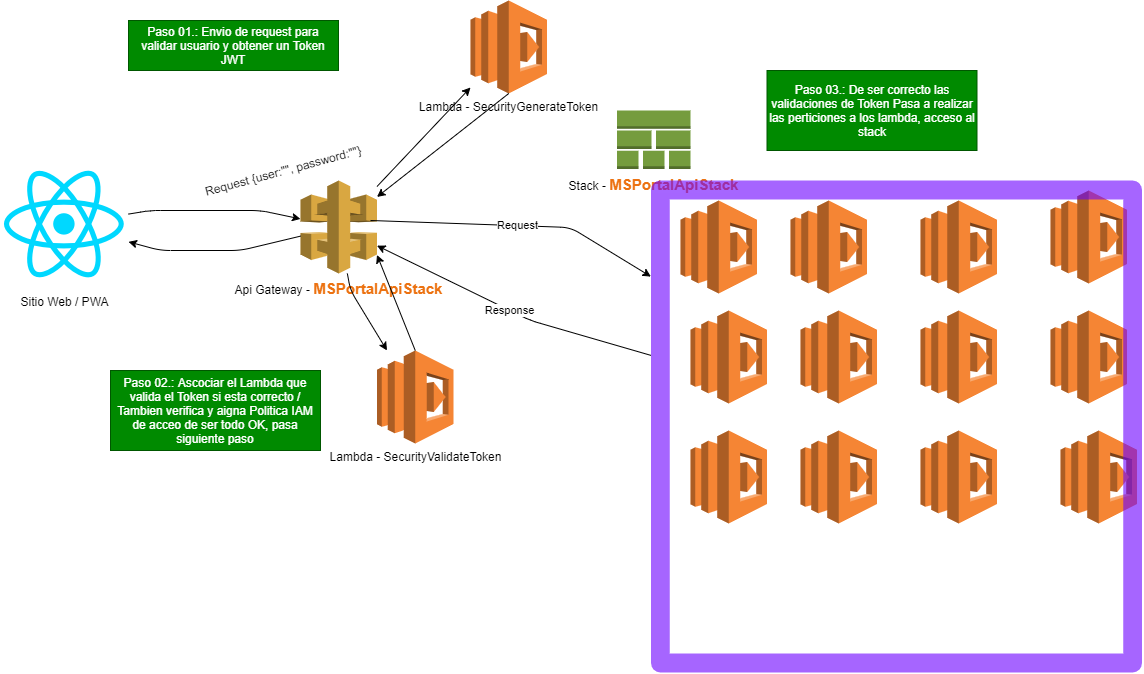 Paso 01.: Envio de request para
validar usuario y obtener un Token
JWT
Lambda - SecurityGenerateToken
Paso 03.: De ser correcto las
validaciones de Token Pasa a realizar
las perticiones a los lambda, acceso al
stack
Request {user:"", password:""}
Stack - MSPortalApiStack
Request
Sitio Web / PWA
Api Gateway - MSPortalApiStack
Response
Paso 02.: Ascociar el Lambda que
valida el Token si esta correcto /
Tambien verifica y aigna Politica IAM
de acceo de ser todo OK, pasa
siguiente paso
Lambda - SecurityValidateToken